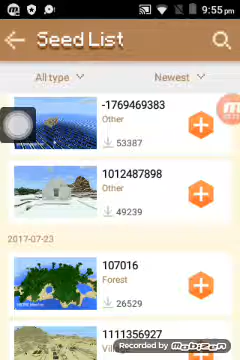 9:55 pm
Seed List
All type
Newest
-1769469383
Other
53387
1012487898
Other
49239
2017-07-23
107016
Forest
26529
1111356927
Recorded by MOBIZEN